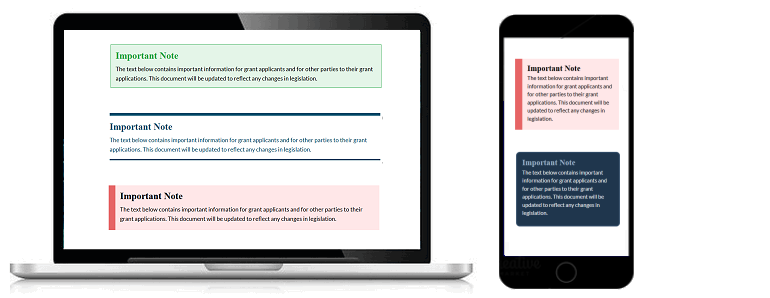 Important Note
The text below contains important information for grant applicants and for other parties to their grant
applications. This document will be updated to reflect any changes in legislation.
Important Note
The text below contains important information for grant applicants and for other parties to their grant
applications. This document will be updated to reflect any changes in legislation.
Important Note
The text below contains important information for grant applicants and for other parties to their
grant applications. This document will be updated to reflect any changes in legislation.
Important Note
The text below contains important
information for grant applicants and
for other parties to their grant
applications. This document will be
updated to reflect any changes in
legislation.
Important Note
The text below contains important
information for grant applicants and
for other parties to their grant
applications. This document will be
updated to reflect any changes in
legislation.